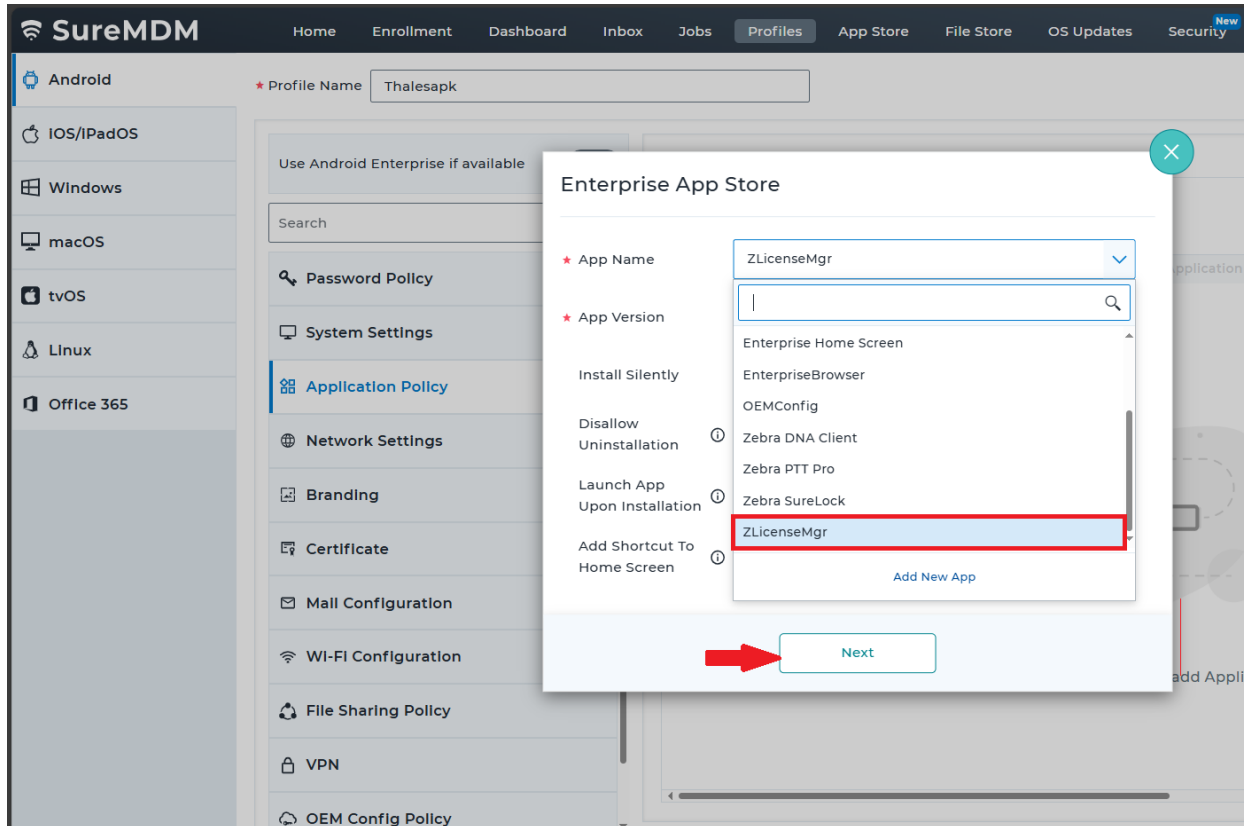 SureMDM
Home Enrollment Dashboard Inbox Jobs Profiles App Store File Store OS Updates Security New
Android
iOS/iPadOS
Windows
macOS
tvOS
Linux
Office 365
* Profile Name Thalesapk
Use Android Enterprise if available
Search
Password Policy
System Settings
Application Policy
Network Settings
Branding
Certificate
Mail Configuration
Wi-Fi Configuration
File Sharing Policy
VPN
OEM Config Policy
Enterprise App Store
* App Name ZLicenseMgr
* App Version
Install Silently
Disallow
Uninstallation
Launch App
Upon Installation
Add Shortcut To
Home Screen
Enterprise Home Screen
EnterpriseBrowser
OEMConfig
Zebra DNA Client
Zebra PTT Pro
Zebra SureLock
ZLicenseMgr
Add New App
Next
pplication
add Appli